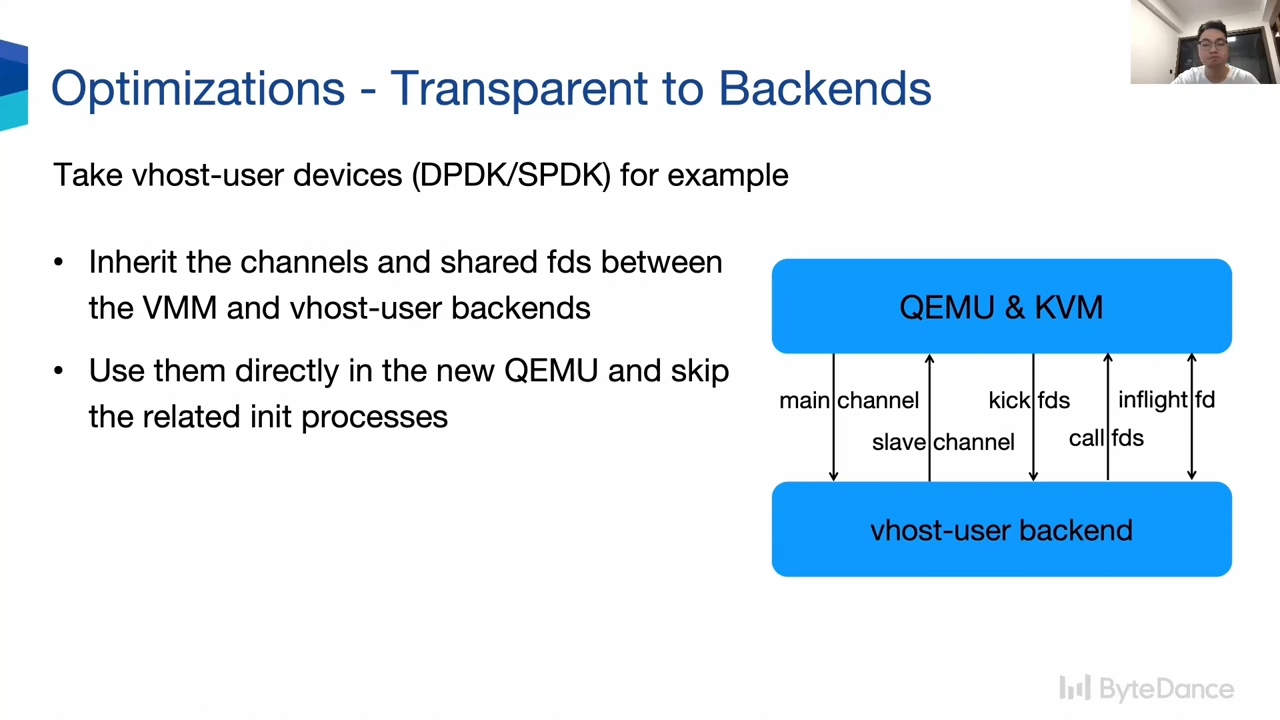 Optimizations - Transparent to Backends
Take vhost-user devices (DPDK/SPDK) for example
• Inherit the channels and shared fds between
the VMM and vhost-user backends
• Use them directly in the new QEMU and skip
the related init processes
QEMU & KVM
main channel
kick fds
inflight fd
slave channel
call fds
vhost-user backend
ByteDance